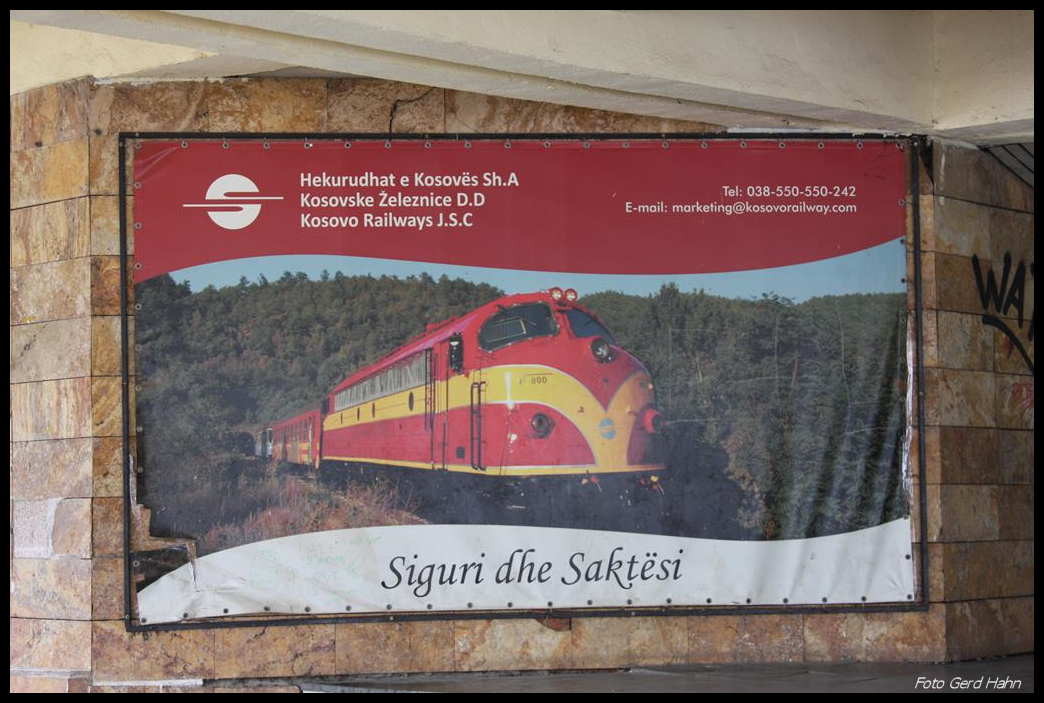 Hekurudhat e Kosovës Sh.A
Kosovske Železnice D.D
Kosovo Railways J.S.C
Tel: 038-550-550-242
E-mail: marketing@kosovorailway.com
Siguri dhe Saktësi
Foto Gerd Hahn